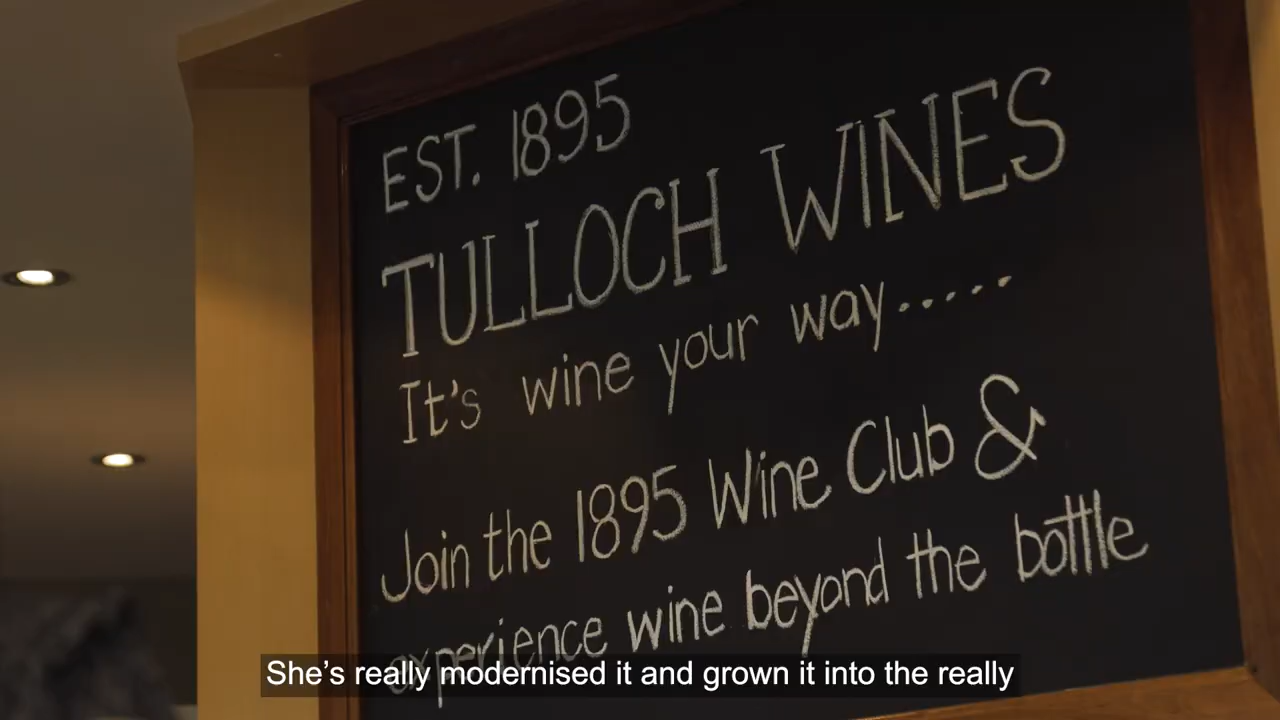 EST. 1895
TULLOCH WINES
It's wine your way.....
Join the 1895 Wine Club &
experience wine beyond the bottle
She’s really modernised it and grown it into the really